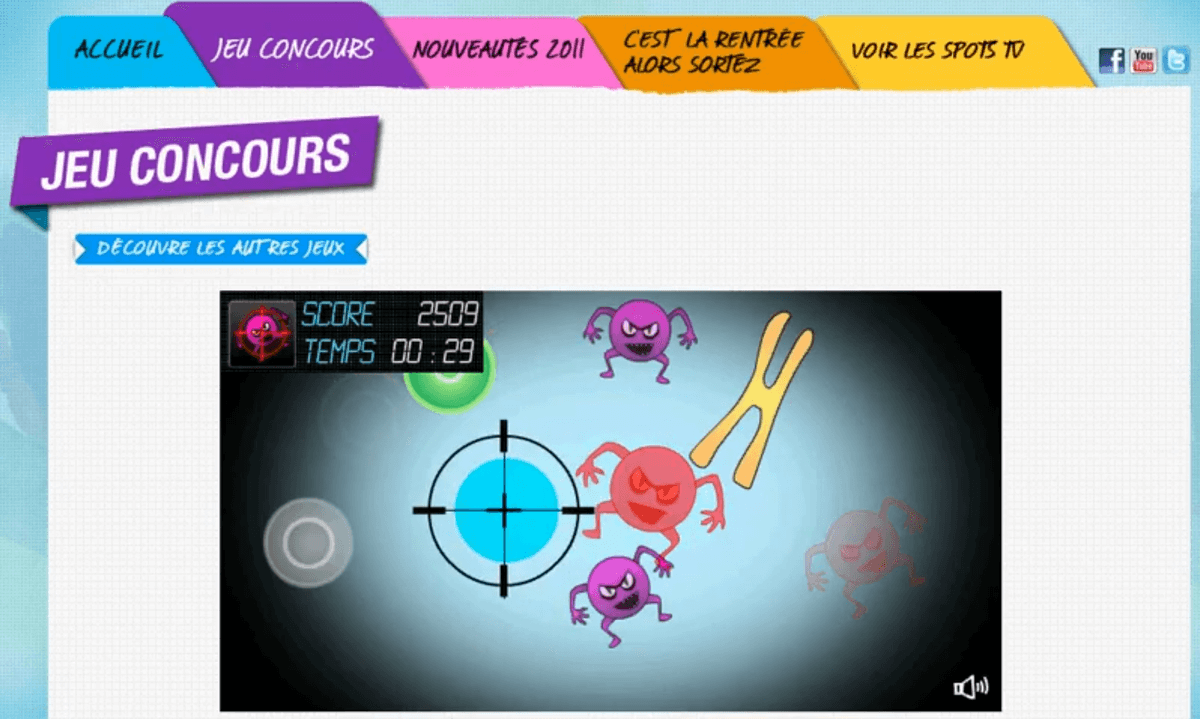 ACCUEIL
JEU CONCOURS
NOUVEAUTÉS 2011
C'EST LA RENTRÉE
ALORS SORTEZ
VOIR LES SPOTS TV
f
You
Tube
t
JEU CONCOURS
DÉCOUVRE LES AUTRES JEUX
SCORE 2509
TEMPS 00 : 29